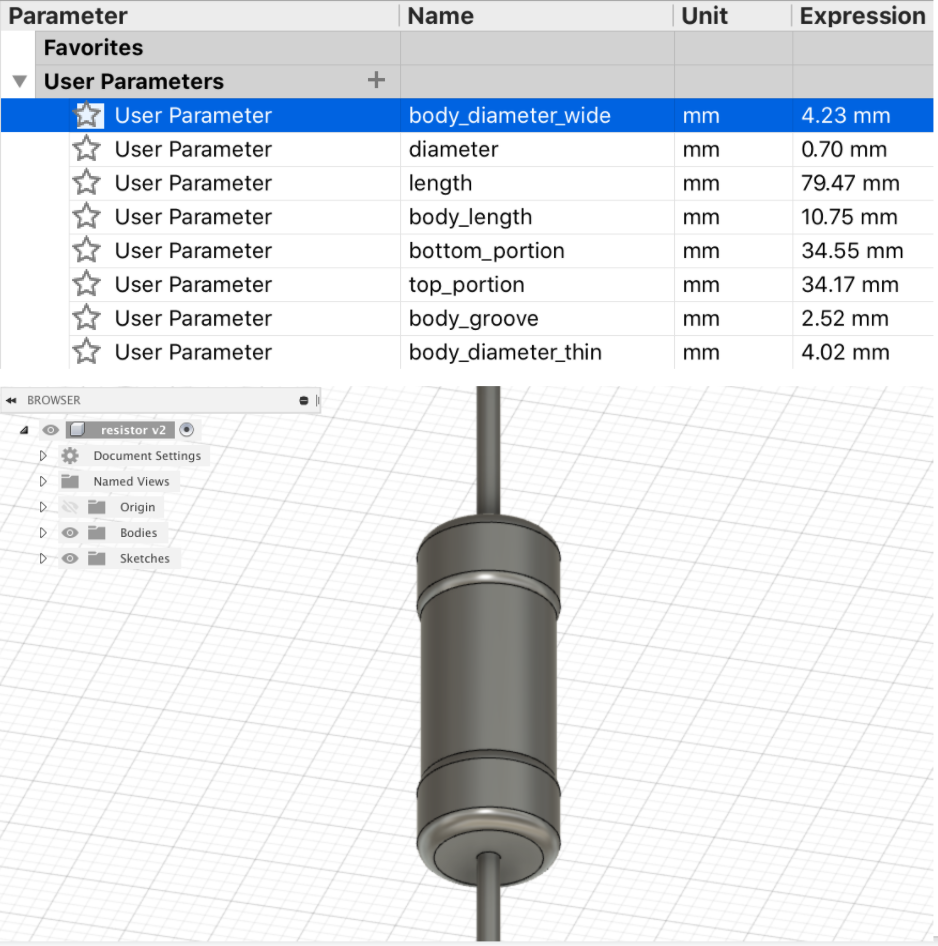 Parameter Name Unit Expression
Favorites
User Parameters +
User Parameter body_diameter_wide mm 4.23 mm
User Parameter diameter mm 0.70 mm
User Parameter length mm 79.47 mm
User Parameter body_length mm 10.75 mm
User Parameter bottom_portion mm 34.55 mm
User Parameter top_portion mm 34.17 mm
User Parameter body_groove mm 2.52 mm
User Parameter body_diameter_thin mm 4.02 mm
BROWSER
resistor v2
Document Settings
Named Views
Origin
Bodies
Sketches